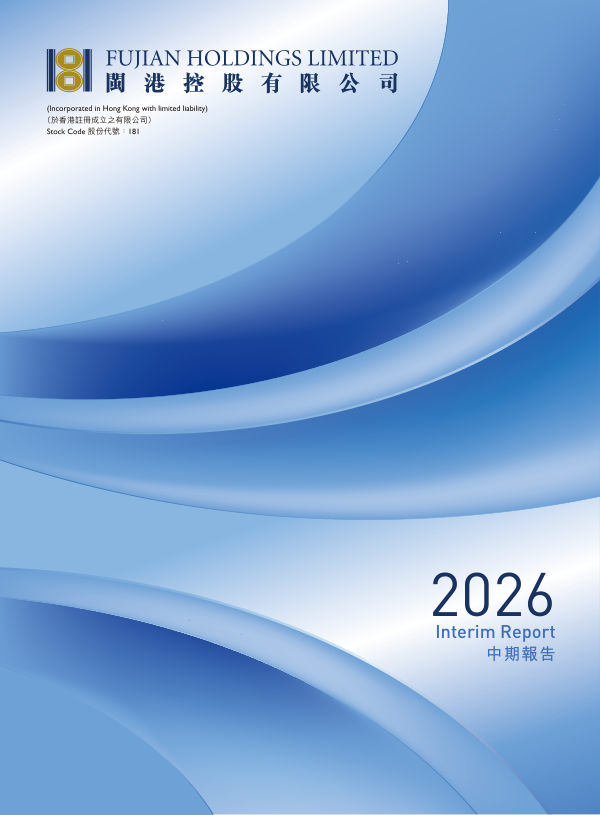 181
FUJIAN HOLDINGS LIMITED
閩港控股有限公司
(Incorporated in Hong Kong with limited liability)
(於香港註冊成立之有限公司)
Stock Code 股份代號：181
2026
Interim Report
中期報告